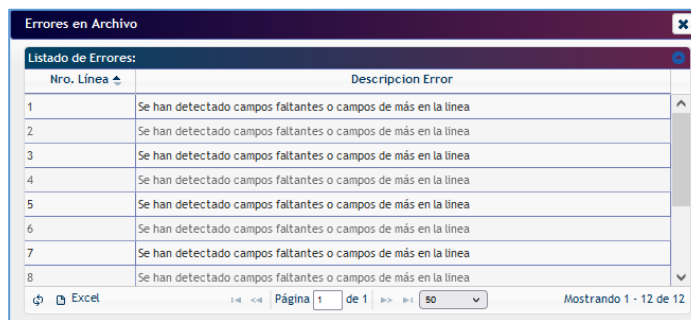 Errores en Archivo
Listado de Errores:
Nro. Línea Descripcion Error
1 Se han detectado campos faltantes o campos de más en la linea
2 Se han detectado campos faltantes o campos de más en la linea
3 Se han detectado campos faltantes o campos de más en la linea
4 Se han detectado campos faltantes o campos de más en la linea
5 Se han detectado campos faltantes o campos de más en la linea
6 Se han detectado campos faltantes o campos de más en la linea
7 Se han detectado campos faltantes o campos de más en la linea
8 Se han detectado campos faltantes o campos de más en la linea
Excel Página 1 de 1 50 Mostrando 1 - 12 de 12